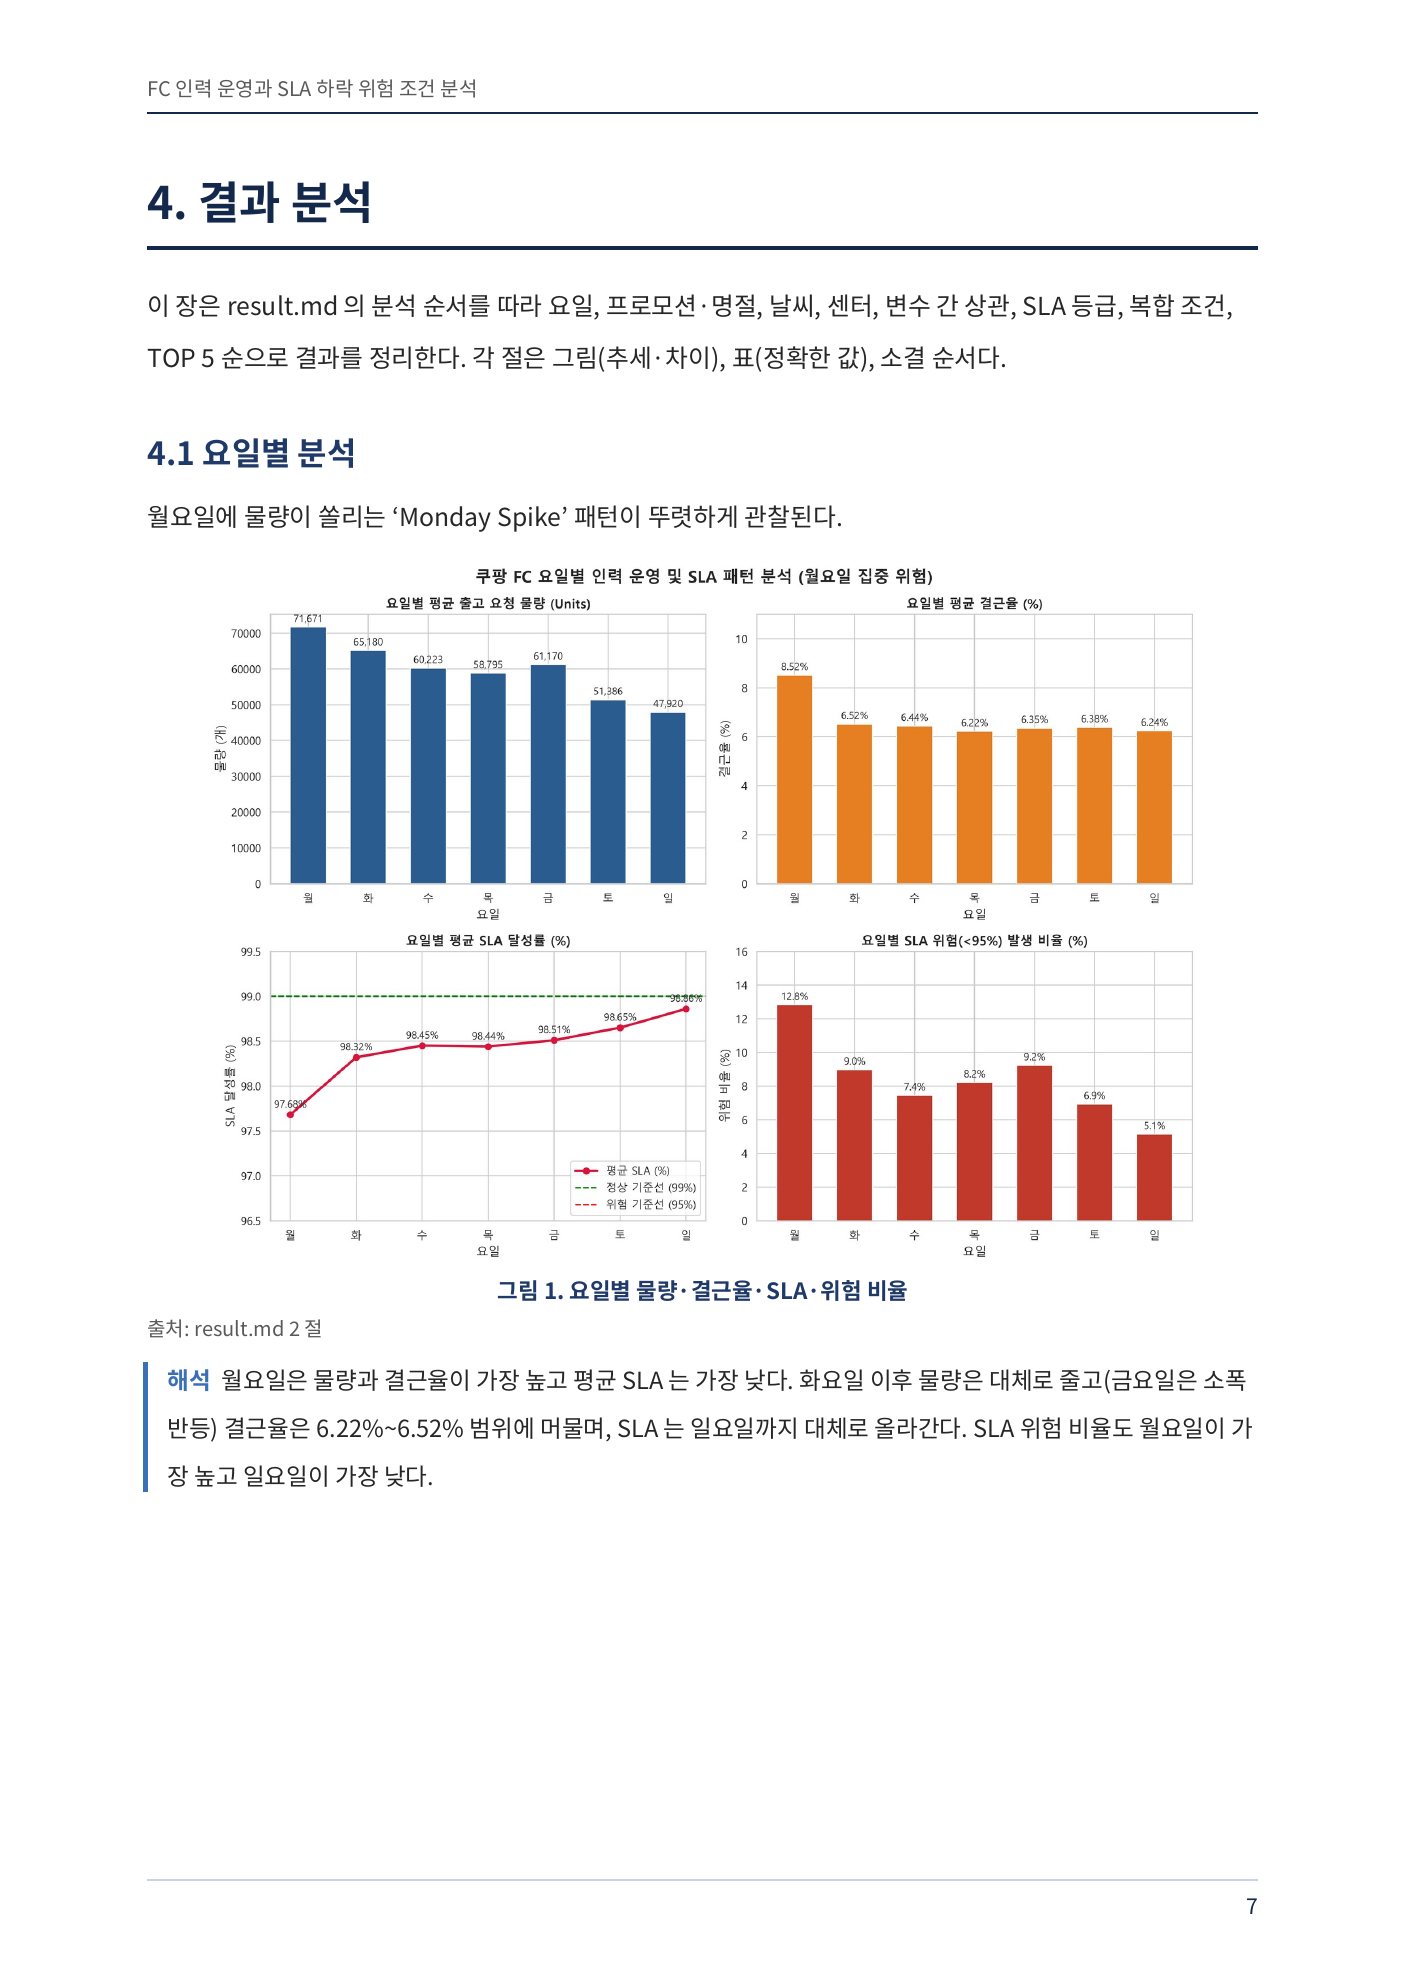 FC 인력 운영과 SLA 하락 위험 조건 분석
4. 결과 분석
이 장은 result.md 의 분석 순서를 따라 요일, 프로모션·명절, 날씨, 센터, 변수 간 상관, SLA 등급, 복합 조건,
TOP 5 순으로 결과를 정리한다. 각 절은 그림(추세·차이), 표(정확한 값), 소결 순서다.
4.1 요일별 분석
월요일에 물량이 쏠리는 ‘Monday Spike’ 패턴이 뚜렷하게 관찰된다.
쿠팡 FC 요일별 인력 운영 및 SLA 패턴 분석 (월요일 집중 위험)
요일별 평균 출고 요청 물량 (Units)
물량 (개)
70000
60000
50000
40000
30000
20000
10000
0
71,671
65,180
60,223
58,795
61,170
51,386
47,920
월 화 수 목 금 토 일
요일
요일별 평균 결근율 (%)
결근율 (%)
10
8
6
4
2
0
8.52%
6.52%
6.44%
6.22%
6.35%
6.38%
6.24%
월 화 수 목 금 토 일
요일
요일별 평균 SLA 달성률 (%)
SLA 달성률 (%)
99.5
99.0
98.5
98.0
97.5
97.0
96.5
97.68%
98.32%
98.45%
98.44%
98.51%
98.65%
98.86%
평균 SLA (%)
정상 기준선 (99%)
위험 기준선 (95%)
월 화 수 목 금 토 일
요일
요일별 SLA 위험(<95%) 발생 비율 (%)
위험 비율 (%)
16
14
12
10
8
6
4
2
0
12.8%
9.0%
7.4%
8.2%
9.2%
6.9%
5.1%
월 화 수 목 금 토 일
요일
그림 1. 요일별 물량·결근율·SLA·위험 비율
출처: result.md 2 절
해석 월요일은 물량과 결근율이 가장 높고 평균 SLA 는 가장 낮다. 화요일 이후 물량은 대체로 줄고(금요일은 소폭
반등) 결근율은 6.22%~6.52% 범위에 머물며, SLA 는 일요일까지 대체로 올라간다. SLA 위험 비율도 월요일이 가
장 높고 일요일이 가장 낮다.
7